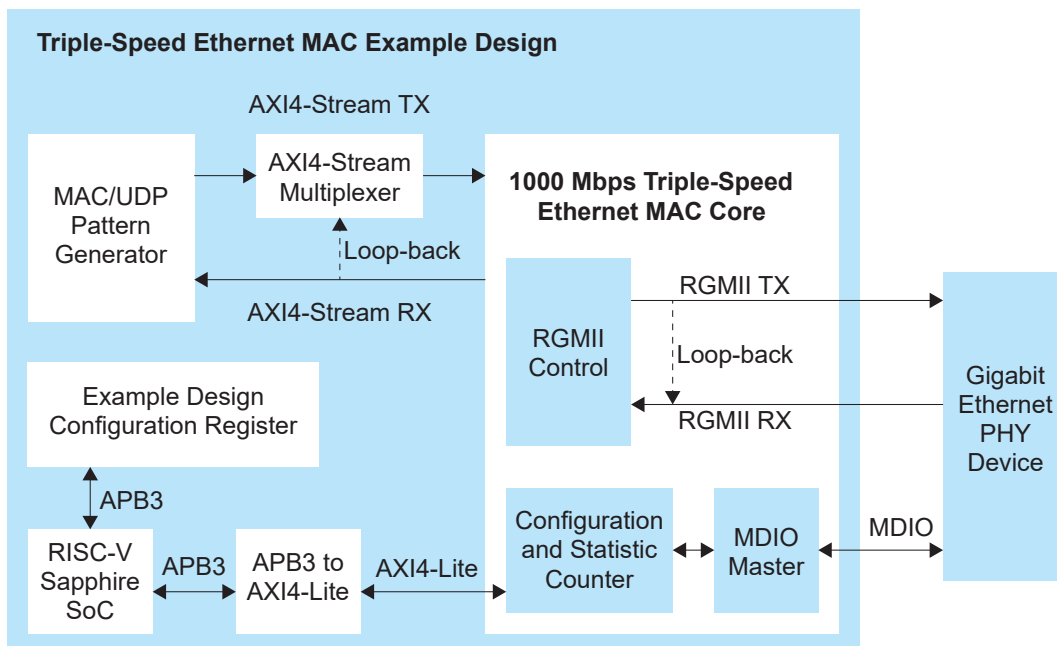 Triple-Speed Ethernet MAC Example Design
AXI4-Stream TX
MAC/UDP
Pattern
Generator
AXI4-Stream
Multiplexer
Loop-back
AXI4-Stream RX
1000 Mbps Triple-Speed
Ethernet MAC Core
RGMII
Control
RGMII TX
Loop-back
RGMII RX
Gigabit
Ethernet
PHY
Device
Example Design
Configuration Register
APB3
RISC-V
Sapphire
SoC
APB3
APB3 to
AXI4-Lite
AXI4-Lite
Configuration
and Statistic
Counter
MDIO
Master
MDIO